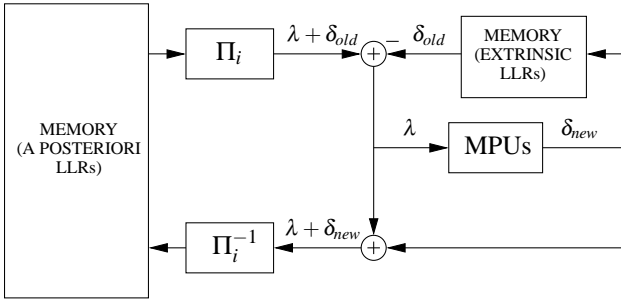 MEMORY
(A POSTERIORI
LLRs)
Π_i
λ + δ_old
−
δ_old
MEMORY
(EXTRINSIC
LLRs)
+
λ
MPUs
δ_new
Π_i^{-1}
λ + δ_new
+